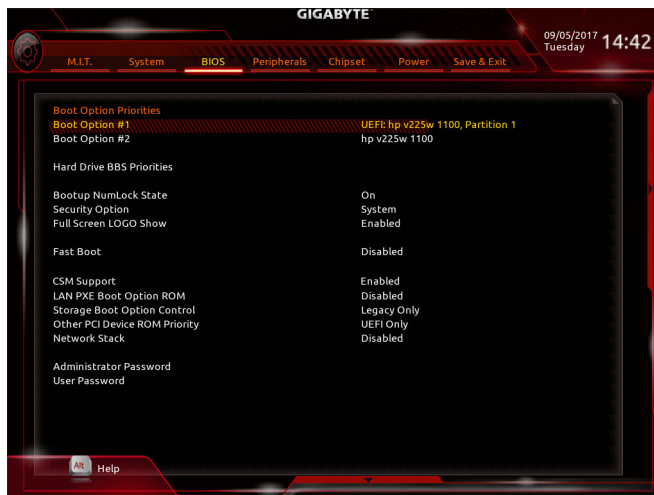 GIGABYTE™
09/05/2017 14:42
Tuesday
M.I.T. System BIOS Peripherals Chipset Power Save & Exit
Boot Option Priorities
Boot Option #1 UEFI: hp v225w 1100, Partition 1
Boot Option #2 hp v225w 1100
Hard Drive BBS Priorities
Bootup NumLock State On
Security Option System
Full Screen LOGO Show Enabled
Fast Boot Disabled
CSM Support Enabled
LAN PXE Boot Option ROM Disabled
Storage Boot Option Control Legacy Only
Other PCI Device ROM Priority UEFI Only
Network Stack Disabled
Administrator Password
User Password
Alt Help